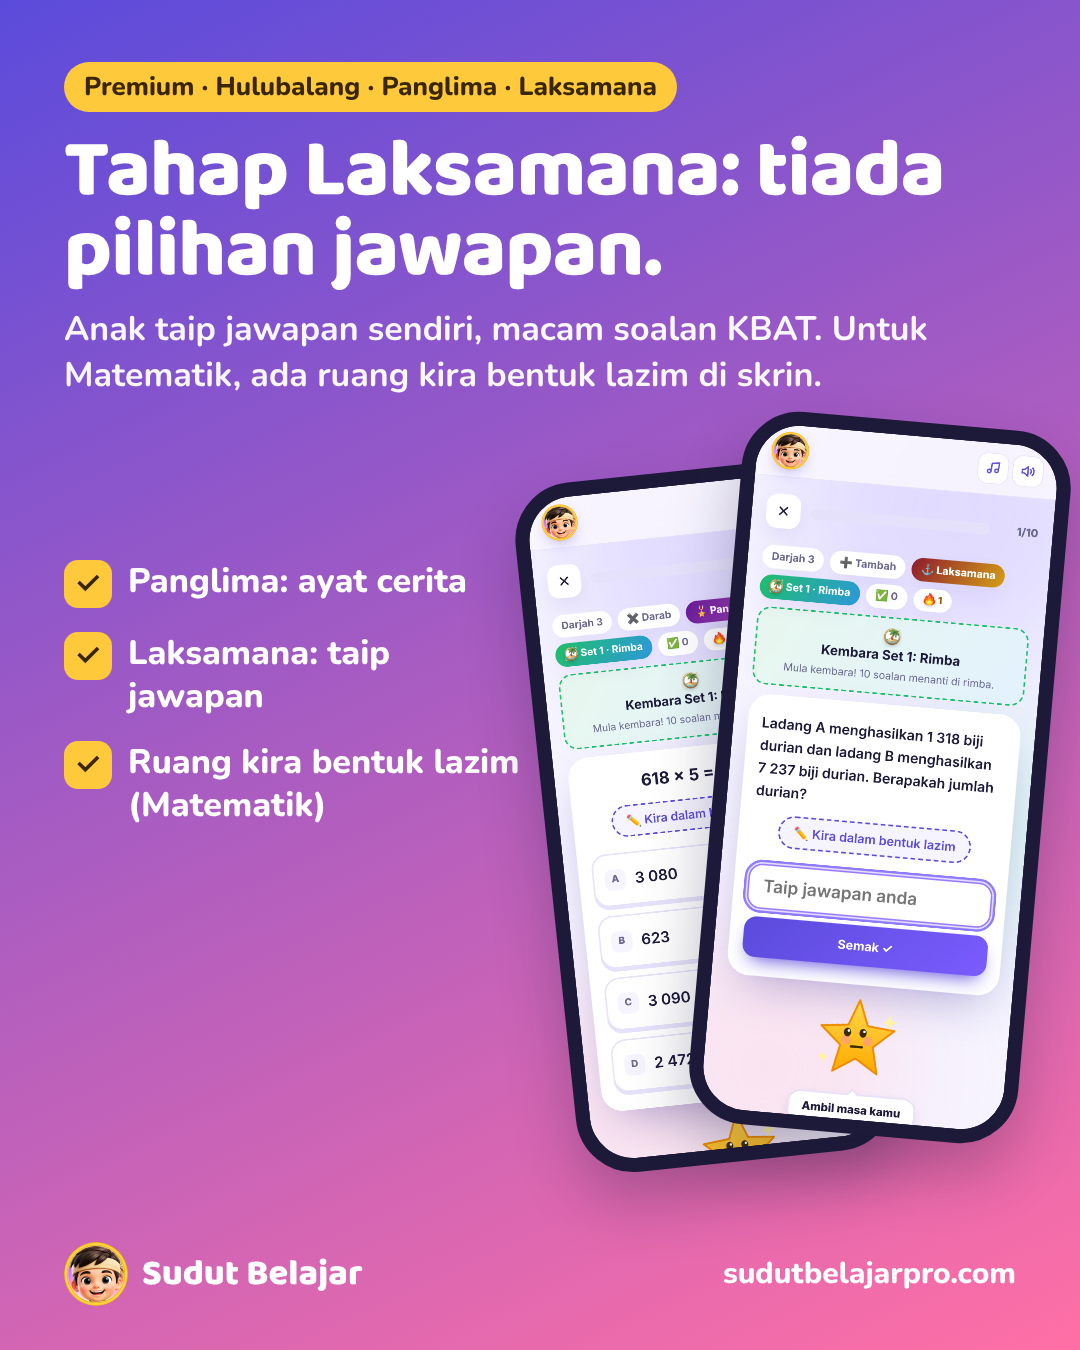 Premium · Hulubalang · Panglima · Laksamana
Tahap Laksamana: tiada
pilihan jawapan.
Anak taip jawapan sendiri, macam soalan KBAT. Untuk
Matematik, ada ruang kira bentuk lazim di skrin.
Panglima: ayat cerita
Laksamana: taip
jawapan
Ruang kira bentuk lazim
(Matematik)
Darjah 3
Darab
Set 1 · Rimba
0
Kembara Set 1:
Mula kembara! 10 soalan
618 × 5 =
Kira dalam
A 3 080
B 623
C 3 090
D 2 472
1/10
Darjah 3
Tambah
Laksamana
Set 1 · Rimba
0
1
Kembara Set 1: Rimba
Mula kembara! 10 soalan menanti di rimba.
Ladang A menghasilkan 1 318 biji
durian dan ladang B menghasilkan
7 237 biji durian. Berapakah jumlah
durian?
Kira dalam bentuk lazim
Taip jawapan anda
Semak ✓
Ambil masa kamu
Sudut Belajar
sudutbelajarpro.com